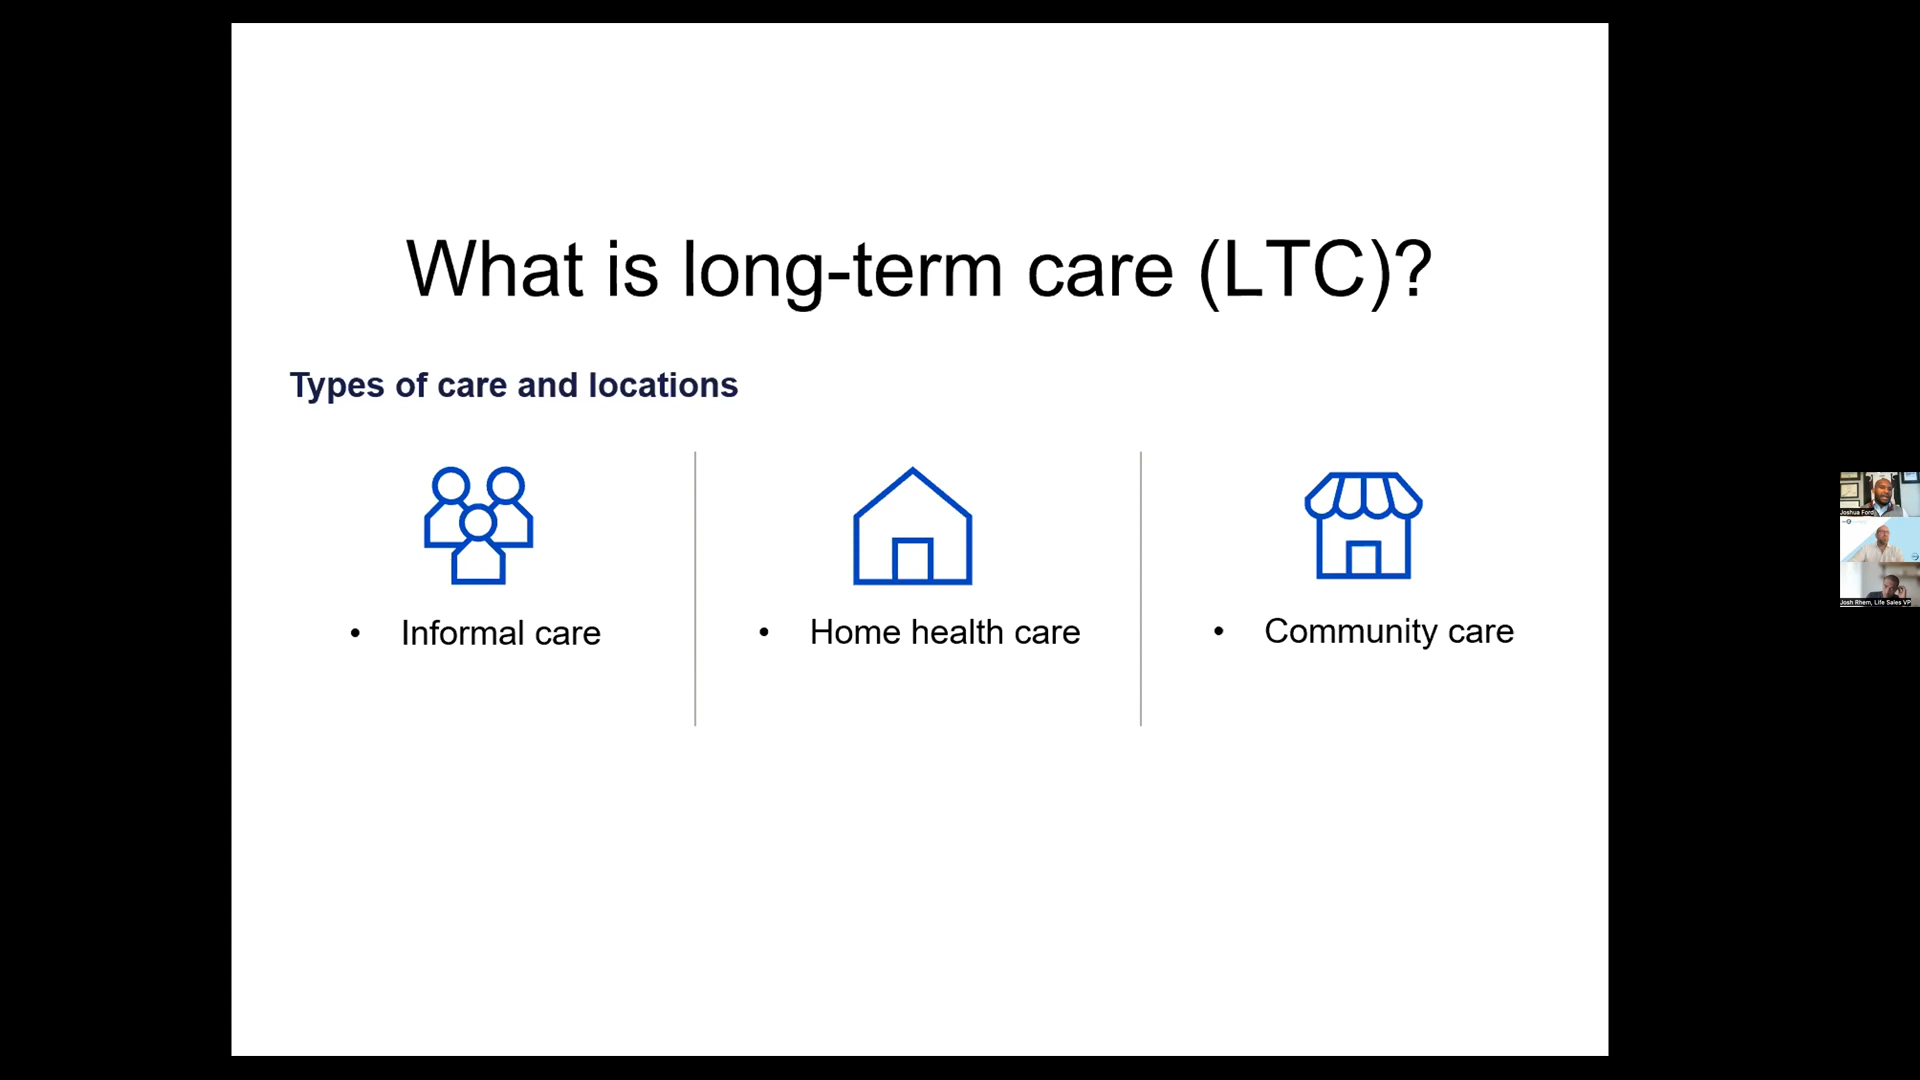 What is long-term care (LTC)?
Types of care and locations
• Informal care
• Home health care
• Community care
Joshua Ford
Josh Rhem, Life Sales VP